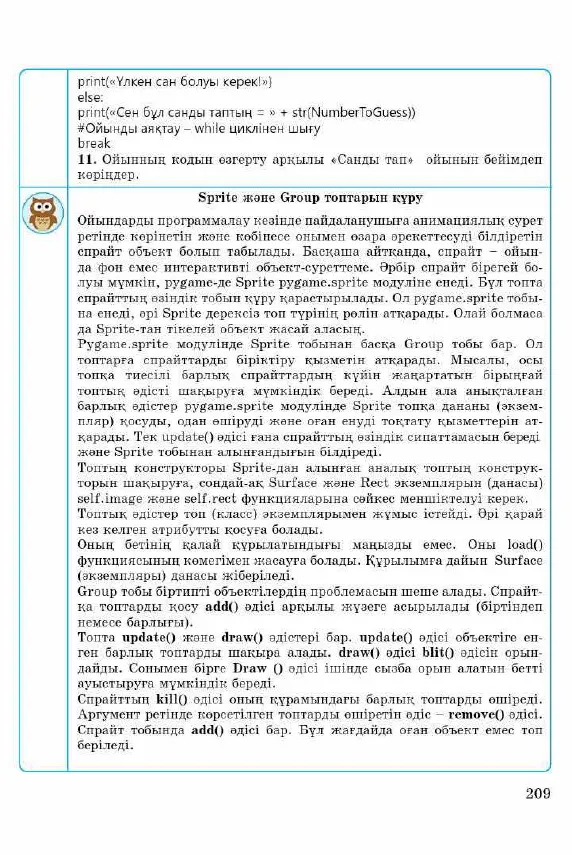 print(«Үлкен сан болуы керек!»)
else:
print(«Сен бұл санды таптың = » + str(NumberToGuess))
#Ойынды аяқтау – while циклінен шығу
break
11. Ойынның кодын өзгерту арқылы «Санды тап» ойынын бейімдеп
көріңдер.
Sprite және Group топтарын құру
Ойындарды программалау кезінде пайдаланушыға анимациялық сурет
ретінде көрінетін және көбінесе онымен өзара әрекеттесуді білдіретін
спрайт объект болып табылады. Басқаша айтқанда, спрайт – ойын-
да фон емес интерактивті объект-суреттеме. Әрбір спрайт бірегей бо-
луы мүмкін, pygame-де Sprite pygame.sprite модуліне енеді. Бұл топта
спрайттың өзіндік тобын құру қарастырылады. Ол pygame.sprite тобы-
на енеді, әрі Sprite дерексіз топ түрінің рөлін атқарады. Олай болмаса
да Sprite-тан тікелей объект жасай аласың.
Pygame.sprite модулінде Sprite тобынан басқа Group тобы бар. Ол
топтарға спрайттарды біріктіру қызметін атқарады. Мысалы, осы
топқа тиесілі барлық спрайттардың күйін жаңартатын бірыңғай
топтық әдісті шақыруға мүмкіндік береді. Алдын ала анықталған
барлық әдістер pygame.sprite модулінде Sprite топқа дананы (экзем-
пляр) қосуды, одан өшіруді және оған енуді тоқтату қызметтерін ат-
қарады. Тек update() әдісі ғана спрайттың өзіндік сипаттамасын береді
және Sprite тобынан алынғандығын білдіреді.
Топтың конструкторы Sprite-дан алынған аналық топтың конструк-
торын шақыруға, сондай-ақ Surface және Rect экземплярын (данасы)
self.image және self.rect функцияларына сәйкес меншіктелуі керек.
Топтық әдістер топ (класс) экземплярымен жұмыс істейді. Әрі қарай
кез келген атрибутты қосуға болады.
Оның бетінің қалай құрылатындығы маңызды емес. Оны load()
функциясының көмегімен жасауға болады. Құрылымға дайын Surface
(экземпляры) данасы жіберіледі.
Group тобы біртипті объектілердің проблемасын шеше алады. Спрайт-
қа топтарды қосу add() әдісі арқылы жүзеге асырылады (біртіндеп
немесе барлығы).
Топта update() және draw() әдістері бар. update() әдісі объектіге ен-
ген барлық топтарды шақыра алады. draw() әдісі blit() әдісін орын-
дайды. Сонымен бірге Draw () әдісі ішінде сызба орын алатын бетті
ауыстыруға мүмкіндік береді.
Спрайттың kill() әдісі оның құрамындағы барлық топтарды өшіреді.
Аргумент ретінде көрсетілген топтарды өшіретін әдіс – remove() әдісі.
Спрайт тобында add() әдісі бар. Бұл жағдайда оған объект емес топ
беріледі.
209